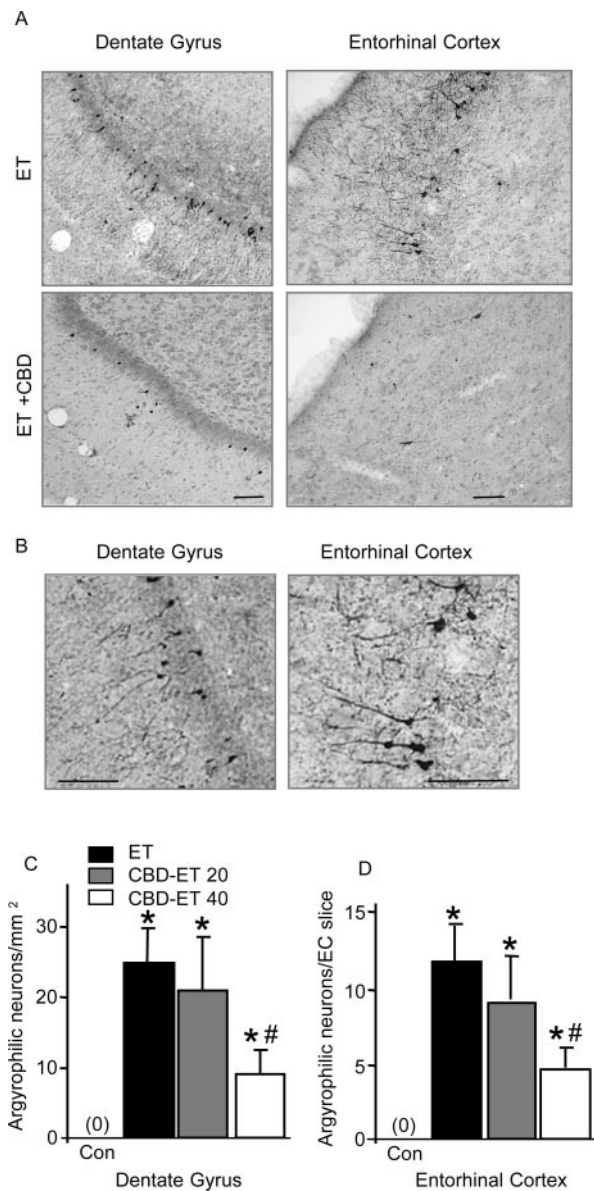 A
Dentate Gyrus
Entorhinal Cortex
ET
ET +CBD
B
Dentate Gyrus
Entorhinal Cortex
C
ET
CBD-ET 20
CBD-ET 40
Argyrophilic neurons/mm²
30
20
10
0
*
*
* #
(0)
Con
Dentate Gyrus
D
Argyrophilic neurons/EC slice
15
10
5
0
*
*
* #
(0)
Con
Entorhinal Cortex